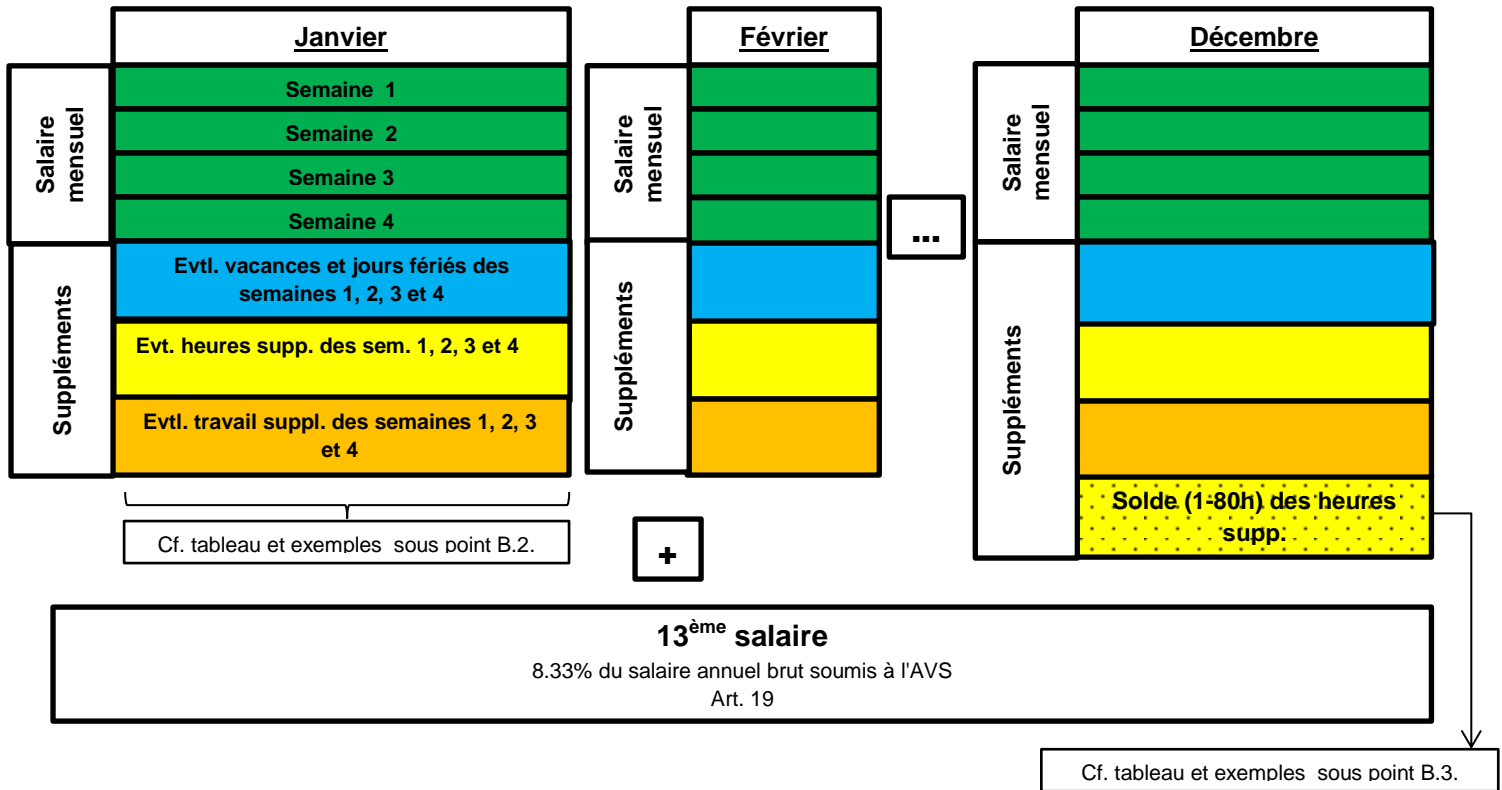 Janvier
Février
Décembre
Salaire
mensuel
Semaine 1
Semaine 2
Semaine 3
Semaine 4
Salaire
mensuel
...
Salaire
mensuel
Suppléments
Evtl. vacances et jours fériés des
semaines 1, 2, 3 et 4
Evt. heures supp. des sem. 1, 2, 3 et 4
Evtl. travail suppl. des semaines 1, 2, 3
et 4
Suppléments
Suppléments
Solde (1-80h) des heures
supp.
Cf. tableau et exemples sous point B.2.
+
13ème salaire
8.33% du salaire annuel brut soumis à l'AVS
Art. 19
Cf. tableau et exemples sous point B.3.